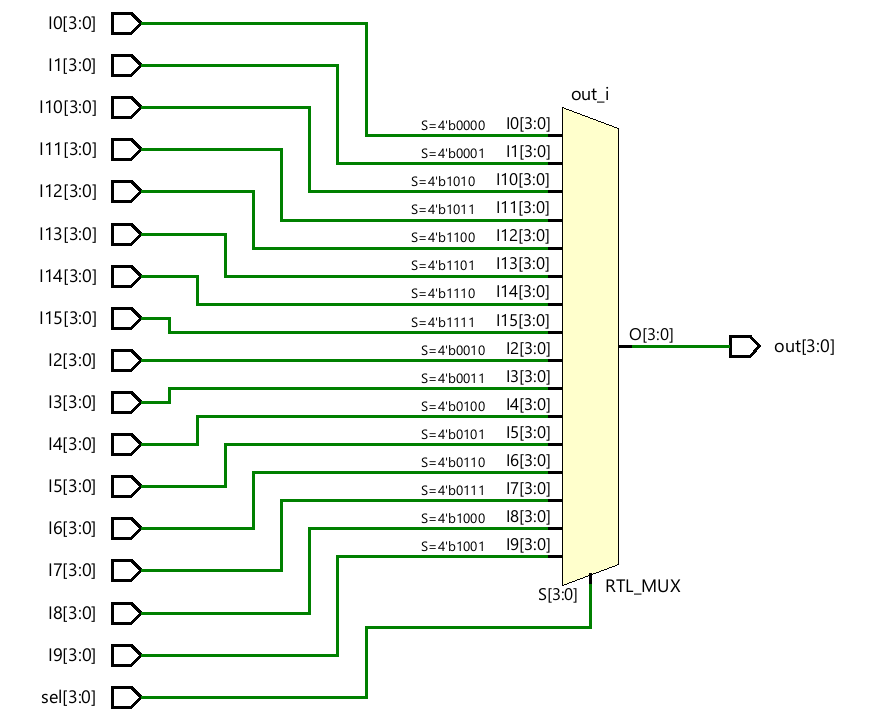 I0[3:0]
I1[3:0]
I10[3:0]
I11[3:0]
I12[3:0]
I13[3:0]
I14[3:0]
I15[3:0]
I2[3:0]
I3[3:0]
I4[3:0]
I5[3:0]
I6[3:0]
I7[3:0]
I8[3:0]
I9[3:0]
sel[3:0]
out_i
S=4'b0000 I0[3:0]
S=4'b0001 I1[3:0]
S=4'b1010 I10[3:0]
S=4'b1011 I11[3:0]
S=4'b1100 I12[3:0]
S=4'b1101 I13[3:0]
S=4'b1110 I14[3:0]
S=4'b1111 I15[3:0]
S=4'b0010 I2[3:0]
S=4'b0011 I3[3:0]
S=4'b0100 I4[3:0]
S=4'b0101 I5[3:0]
S=4'b0110 I6[3:0]
S=4'b0111 I7[3:0]
S=4'b1000 I8[3:0]
S=4'b1001 I9[3:0]
S[3:0]
RTL_MUX
O[3:0]
out[3:0]